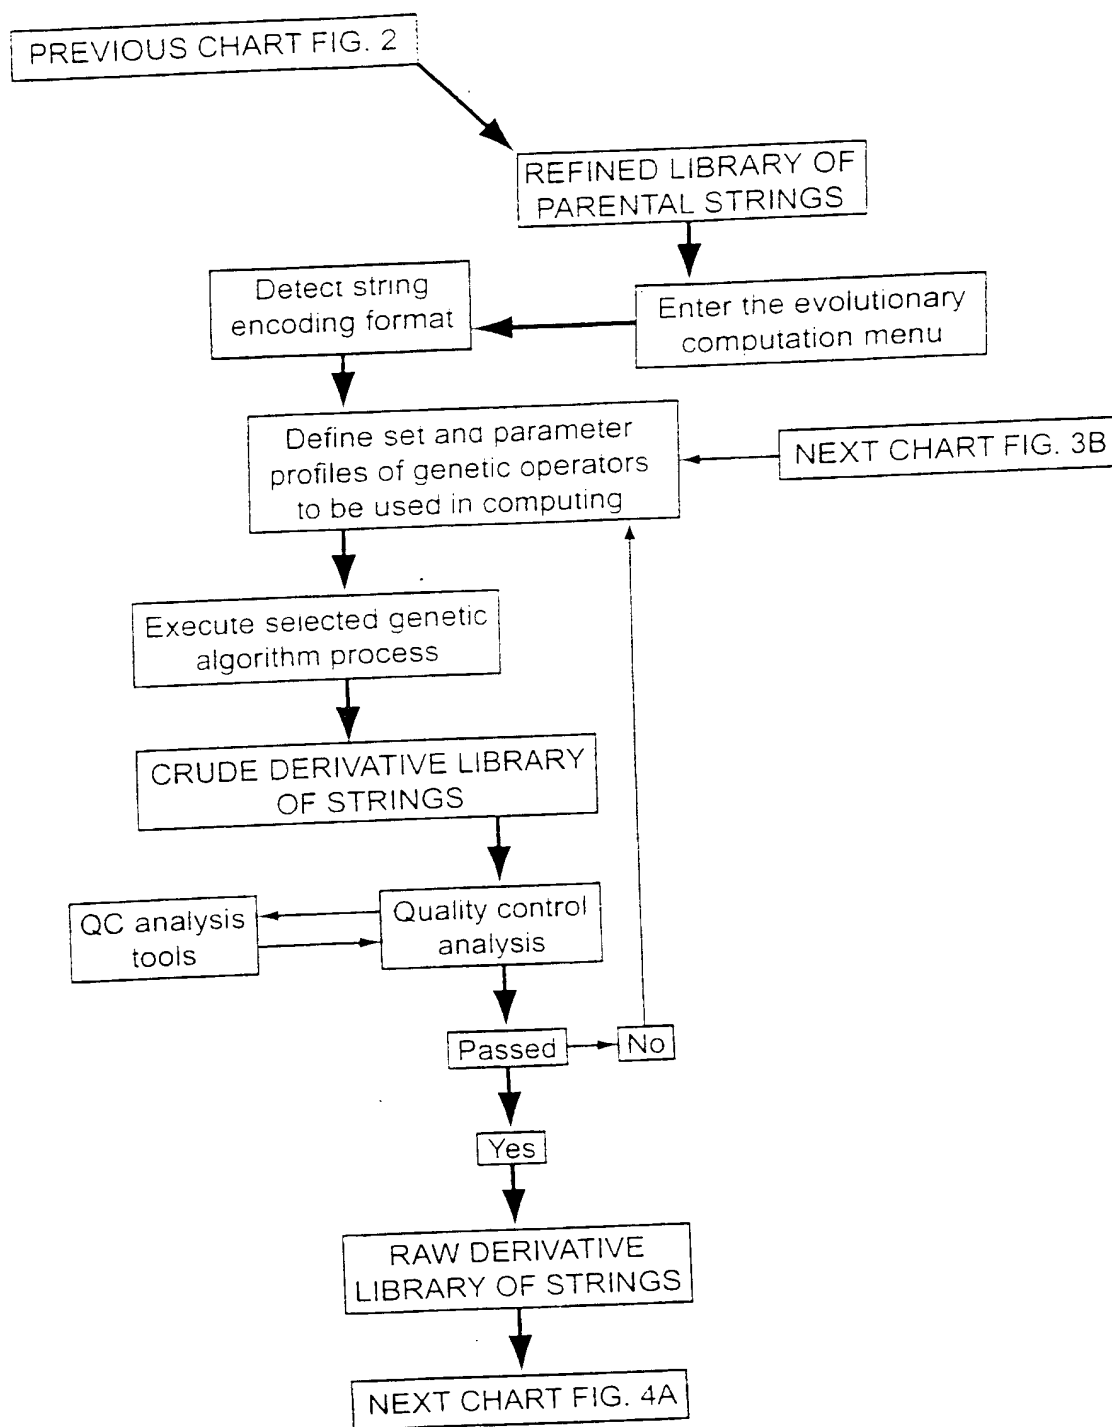 PREVIOUS CHART FIG. 2
REFINED LIBRARY OF
PARENTAL STRINGS
Detect string
encoding format
Enter the evolutionary
computation menu
Define set and parameter
profiles of genetic operators
to be used in computing
NEXT CHART FIG. 3B
Execute selected genetic
algorithm process
CRUDE DERIVATIVE LIBRARY
OF STRINGS
QC analysis
tools
Quality control
analysis
Passed
No
Yes
RAW DERIVATIVE
LIBRARY OF STRINGS
NEXT CHART FIG. 4A